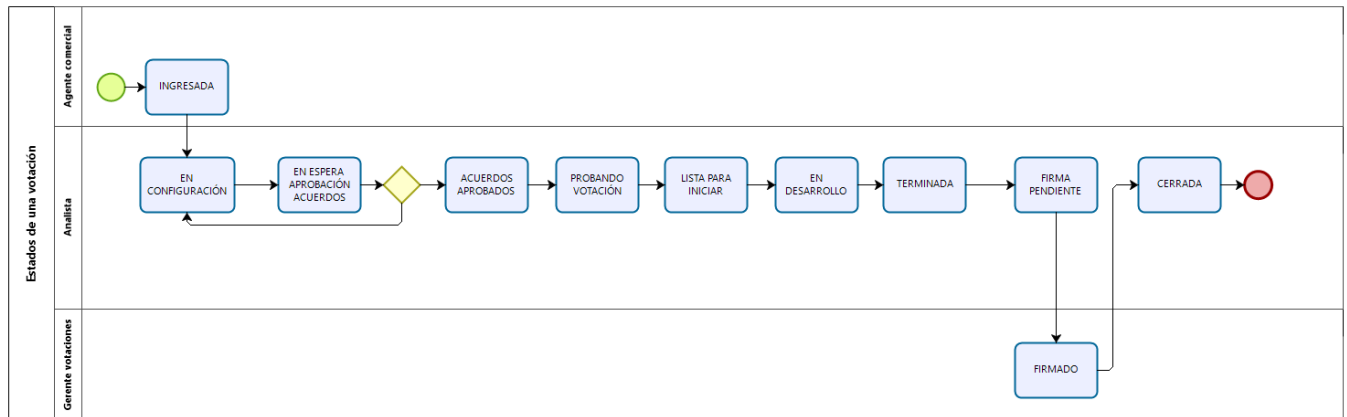 Estados de una votación
Agente comercial
INGRESADA
Analista
EN
CONFIGURACIÓN
EN ESPERA
APROBACIÓN
ACUERDOS
ACUERDOS
APROBADOS
PROBANDO
VOTACIÓN
LISTA PARA
INICIAR
EN
DESARROLLO
TERMINADA
FIRMA
PENDIENTE
CERRADA
Gerente votaciones
FIRMADO